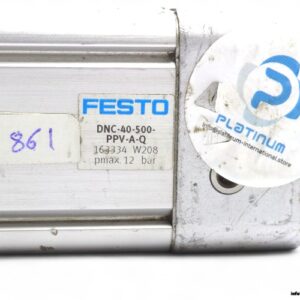 FESTO
DNC-40-500-
PPV-A-Q
163334 W208
pmax 12 bar
861
PLATINUM